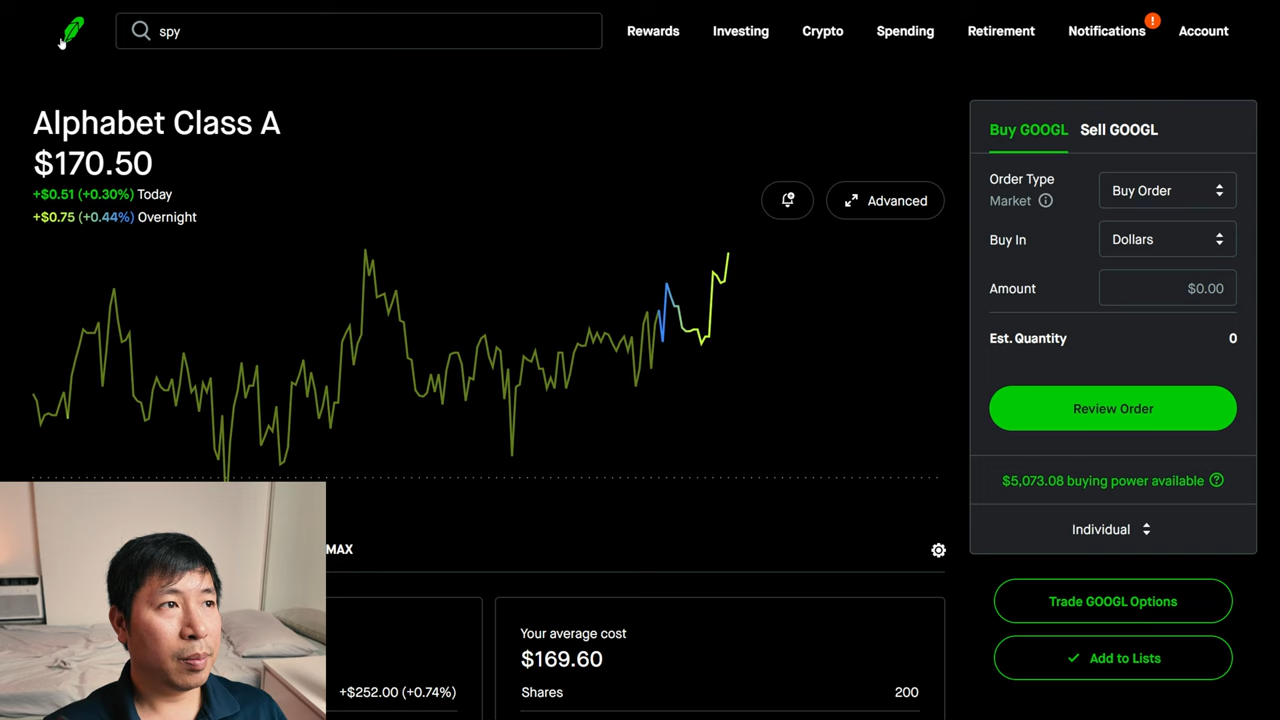 spy
Rewards
Investing
Crypto
Spending
Retirement
Notifications
!
Account
Alphabet Class A
$170.50
+$0.51 (+0.30%) Today
+$0.75 (+0.44%) Overnight
Advanced
MAX
+$252.00 (+0.74%)
Your average cost
$169.60
Shares 200
Buy GOOGL Sell GOOGL
Order Type
Market
Buy Order
Buy In Dollars
Amount $0.00
Est. Quantity 0
Review Order
$5,073.08 buying power available
Individual
Trade GOOGL Options
Add to Lists